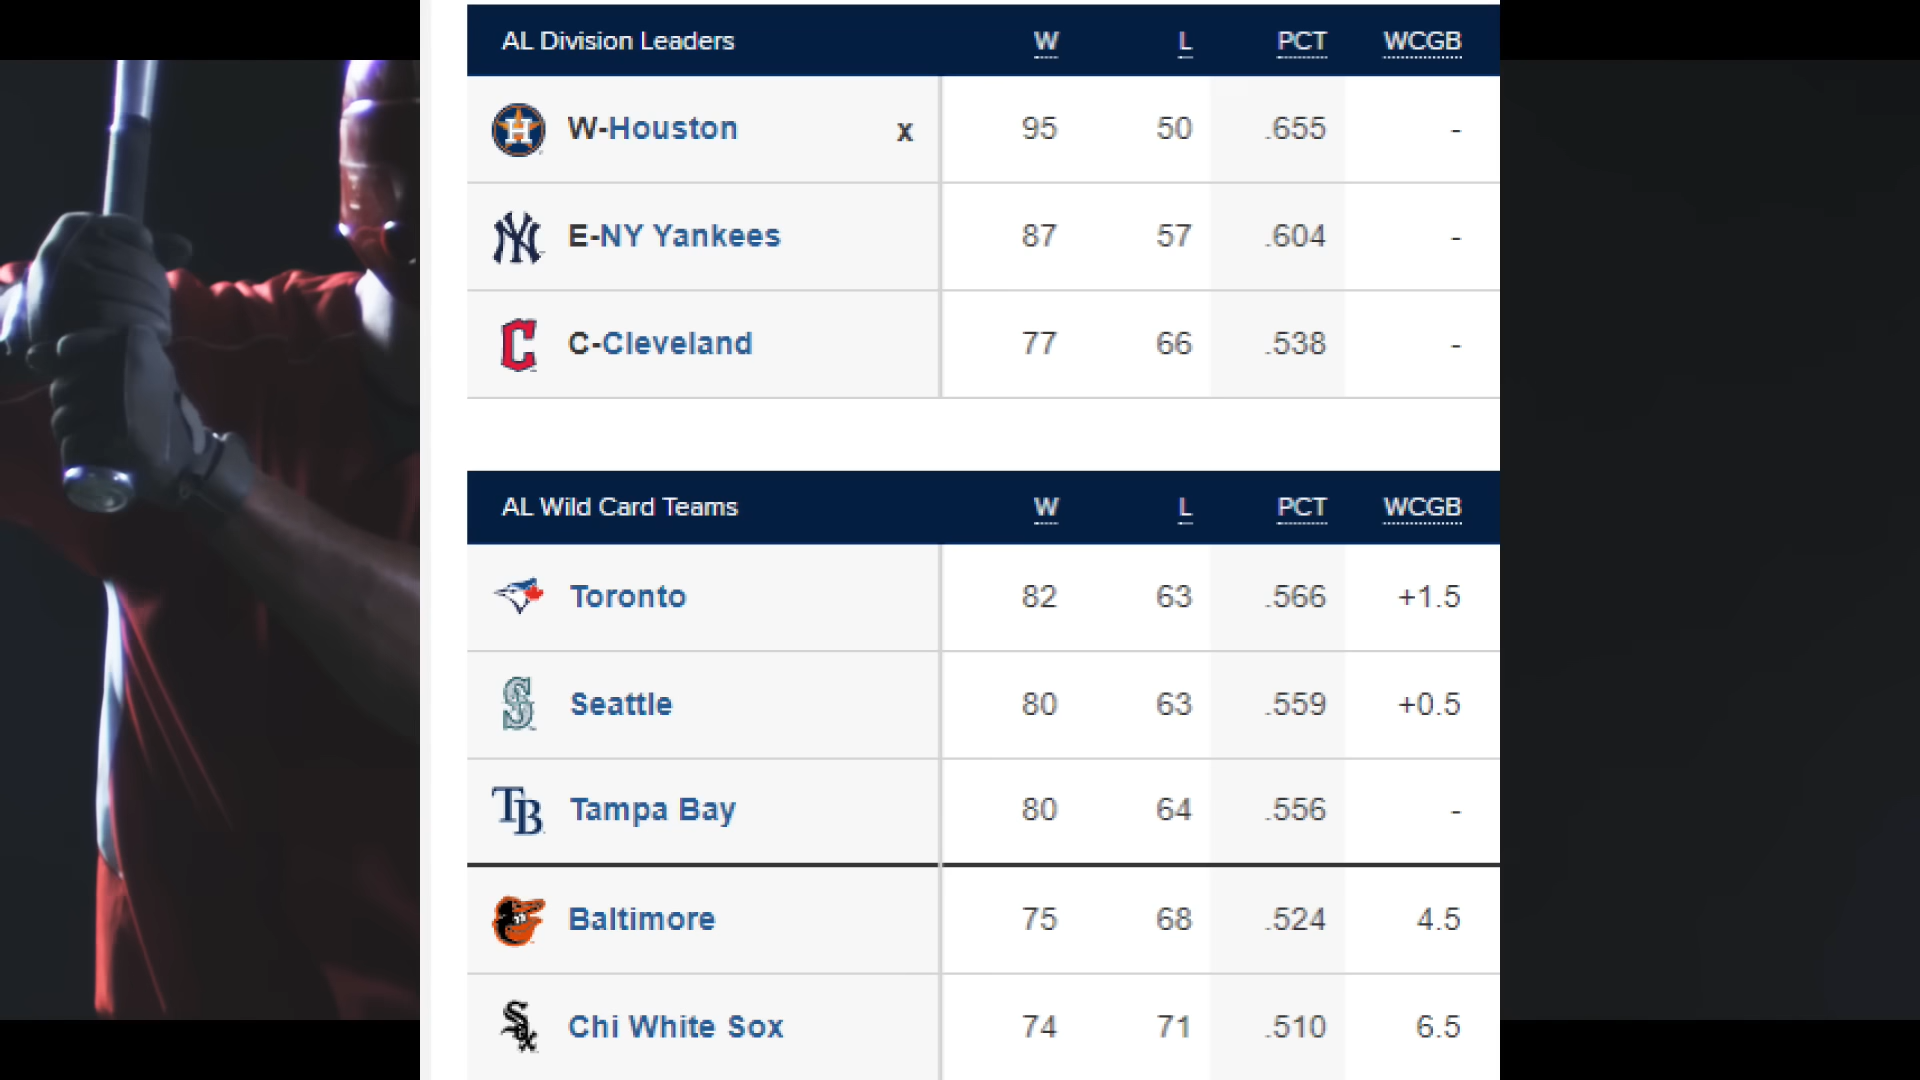 AL Division Leaders W L PCT WCGB
W-Houston x 95 50 .655 -
E-NY Yankees 87 57 .604 -
C-Cleveland 77 66 .538 -
AL Wild Card Teams W L PCT WCGB
Toronto 82 63 .566 +1.5
Seattle 80 63 .559 +0.5
Tampa Bay 80 64 .556 -
Baltimore 75 68 .524 4.5
Chi White Sox 74 71 .510 6.5